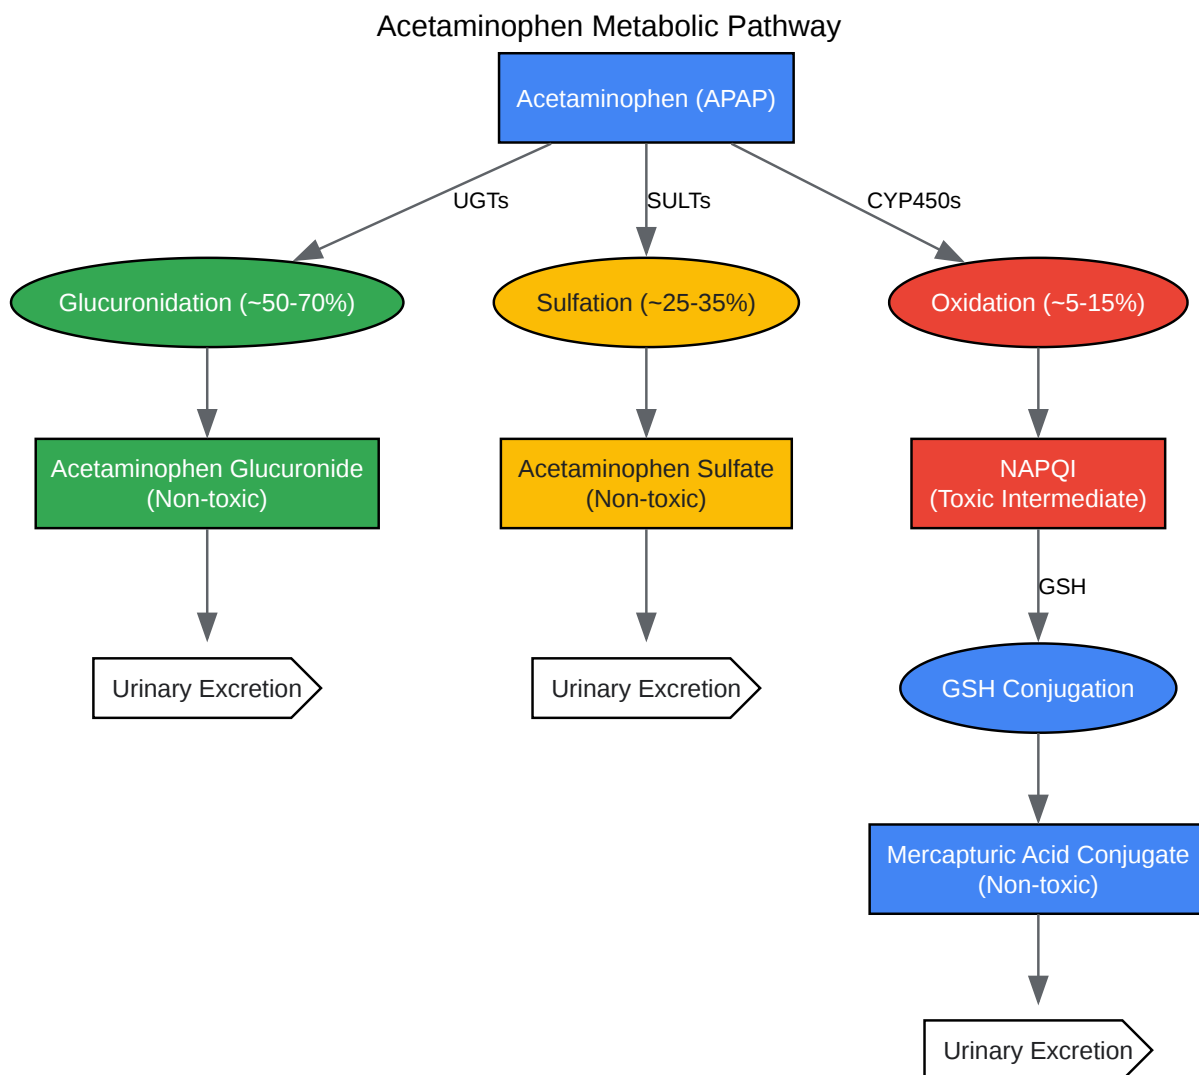 Acetaminophen Metabolic Pathway
Acetaminophen (APAP)
UGTs
SULTs
CYP450s
Glucuronidation (~50-70%)
Sulfation (~25-35%)
Oxidation (~5-15%)
Acetaminophen Glucuronide
(Non-toxic)
Acetaminophen Sulfate
(Non-toxic)
NAPQI
(Toxic Intermediate)
GSH
Urinary Excretion
Urinary Excretion
GSH Conjugation
Mercapturic Acid Conjugate
(Non-toxic)
Urinary Excretion